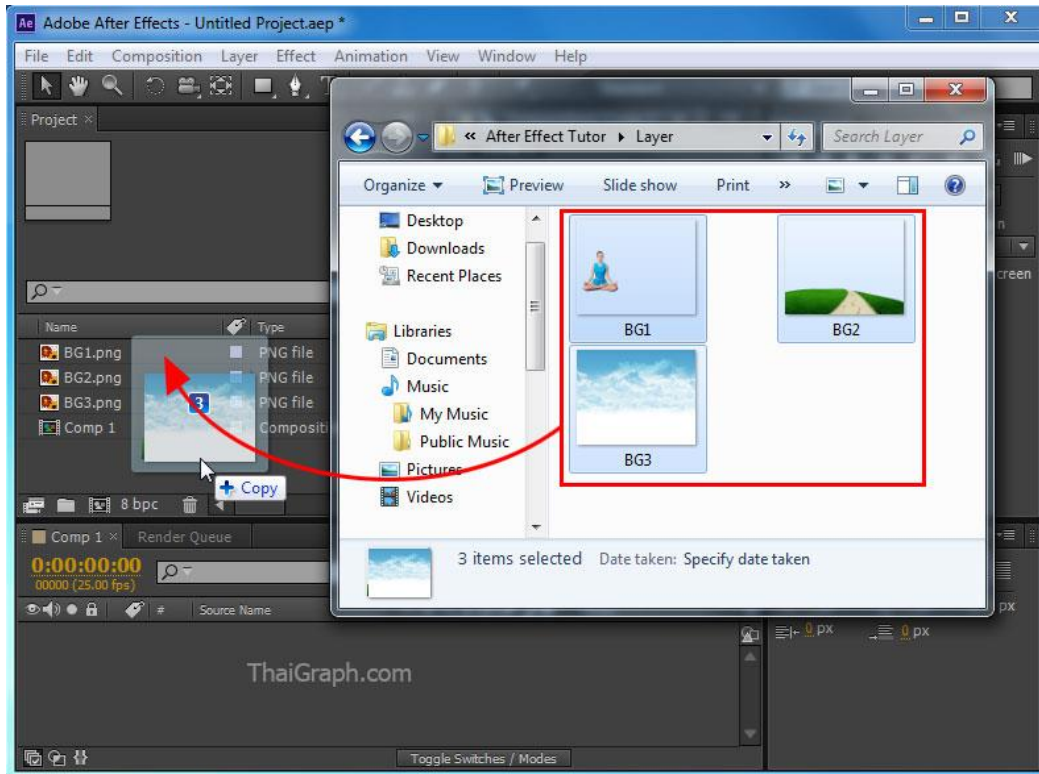 Ae Adobe After Effects - Untitled Project.aep *
File Edit Composition Layer Effect Animation View Window Help
Project ×
« After Effect Tutor Layer
Search Layer
Organize Preview Slide show Print »
Desktop
Downloads
Recent Places
Libraries
Documents
Music
My Music
Public Music
Pictures
Videos
BG1
BG2
BG3
3 items selected Date taken: Specify date taken
Name Type
BG1.png PNG file
BG2.png PNG file
BG3.png PNG file
Comp 1 Compositi
3
Copy
8 bpc
n
creen
Comp 1 × Render Queue
0:00:00:00
00000 (25.00 fps)
# Source Name
px
0 px 0 px
ThaiGraph.com
Toggle Switches / Modes